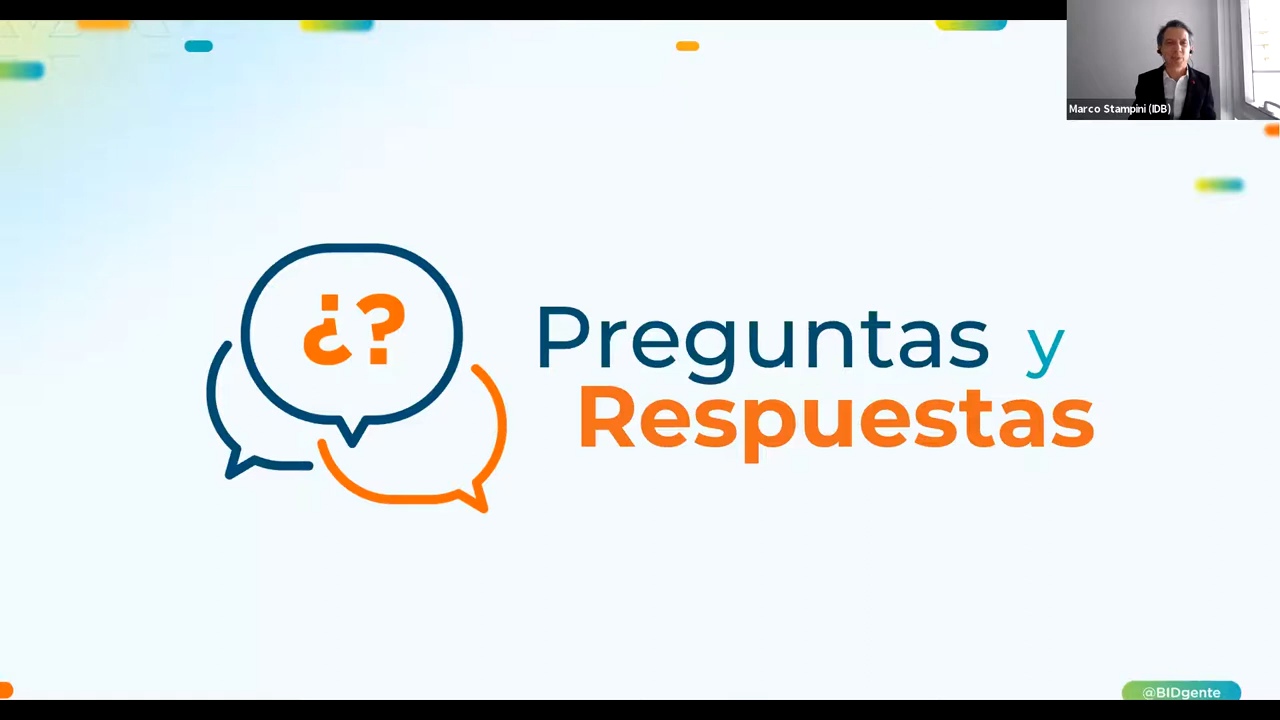 Marco Stampini (IDB)
¿?
Preguntas y
Respuestas
@BIDgente